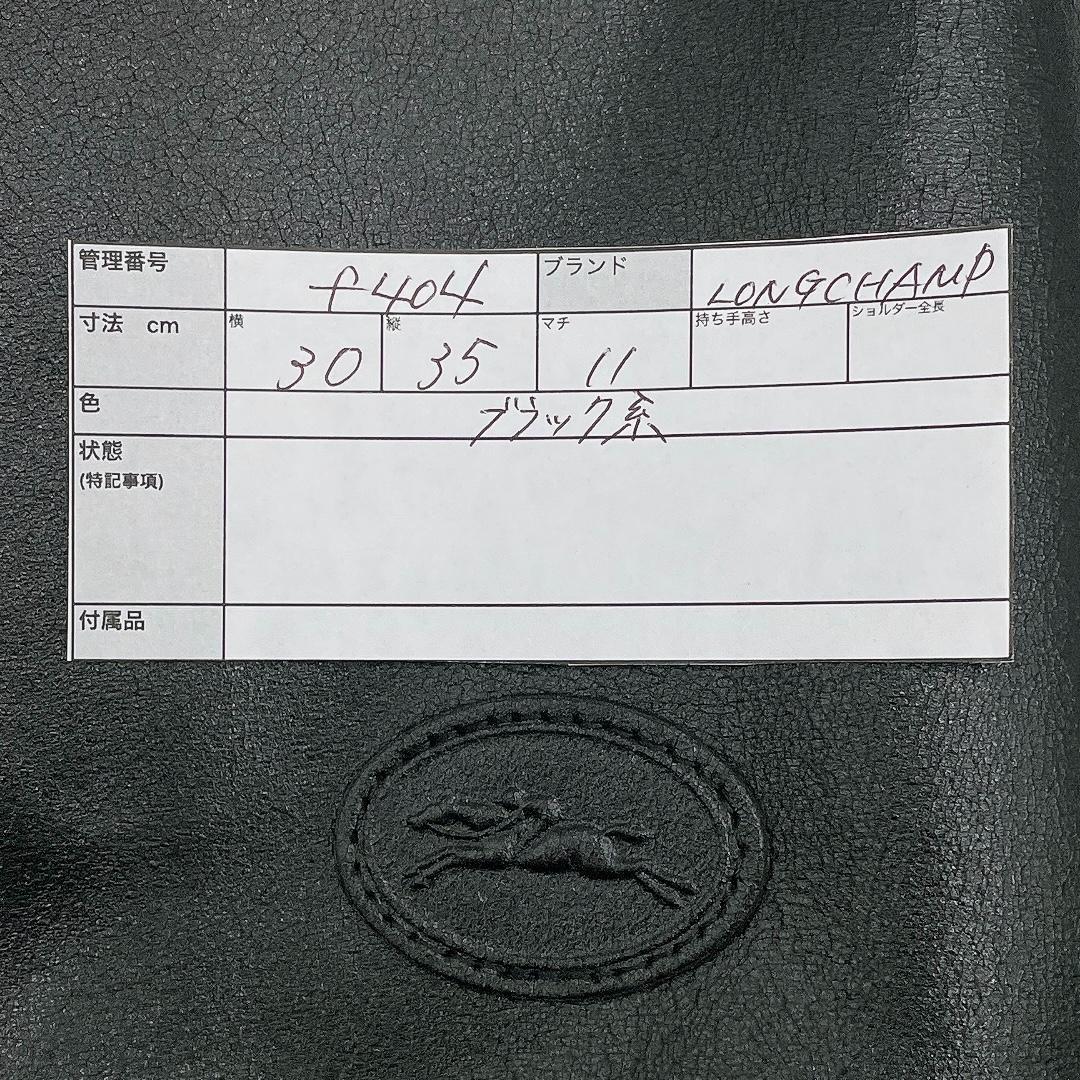 管理番号 f404 ブランド LONGCHAMP
寸法 cm 横 30 縦 35 マチ 11 持ち手高さ ショルダー全長
色 ブラック系
状態
(特記事項)
付属品